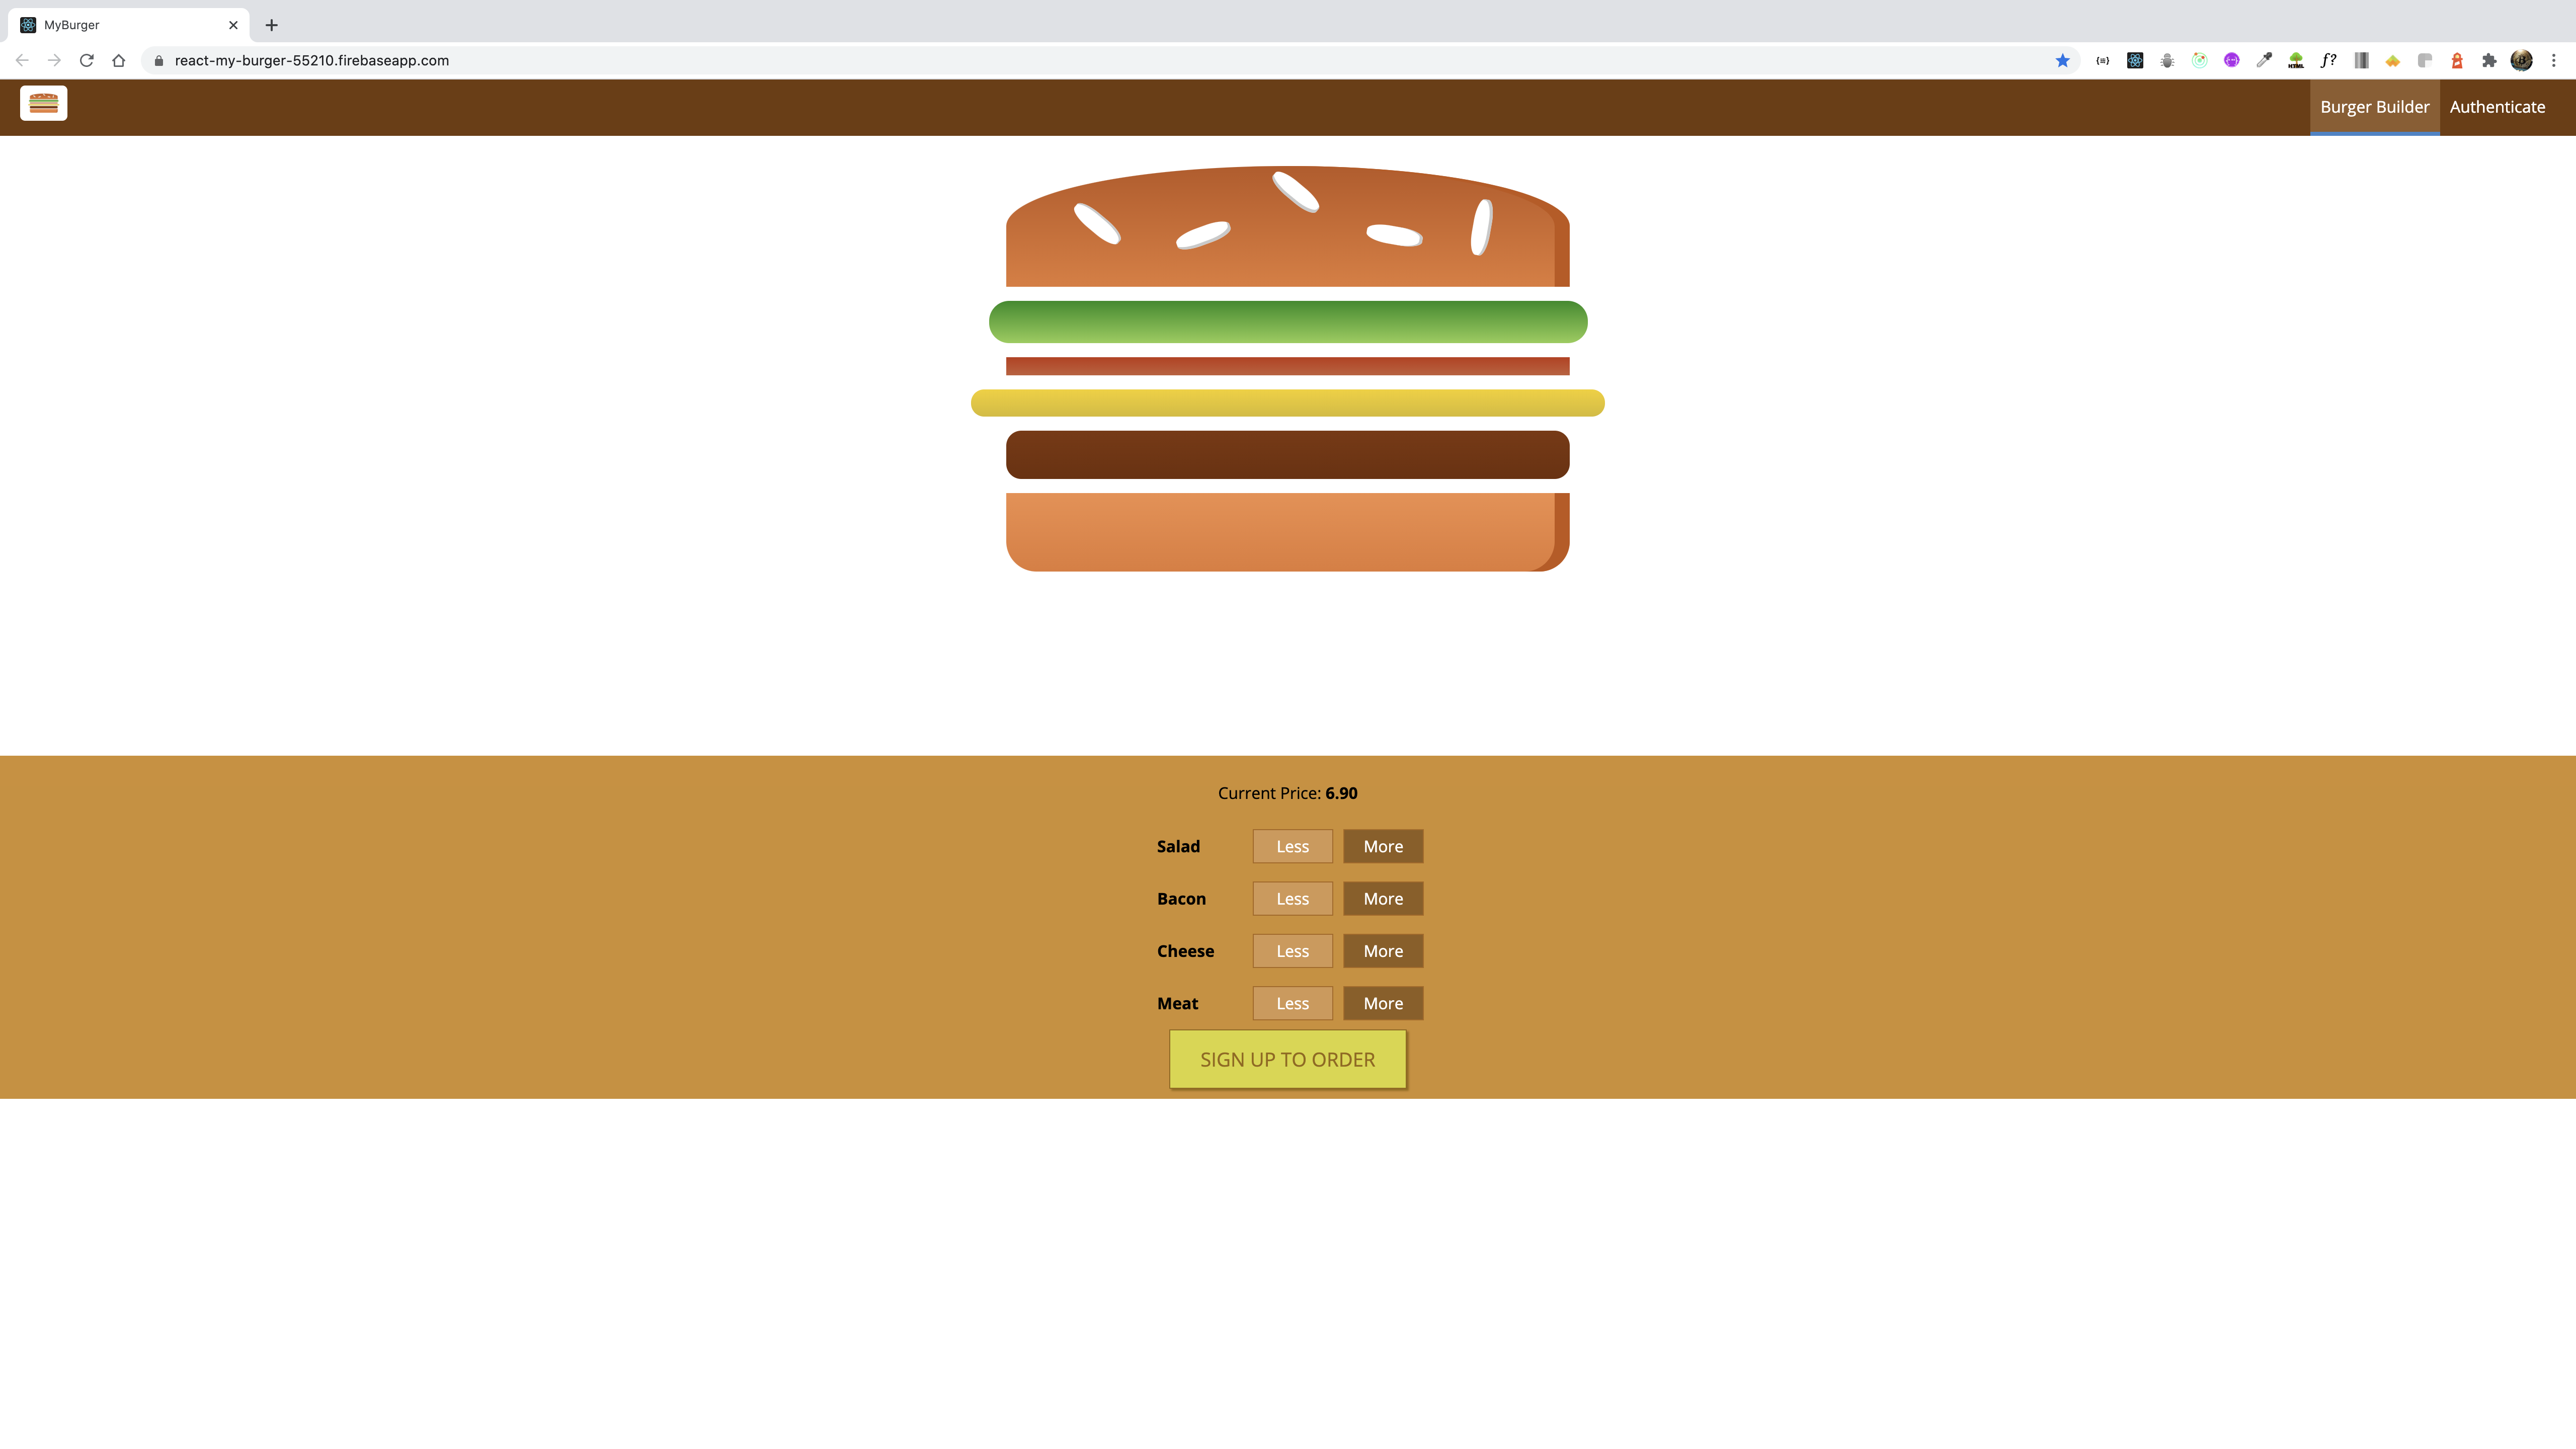 MyBurger
react-my-burger-55210.firebaseapp.com
{≡}
HTML
f?
Burger Builder Authenticate
Current Price: 6.90
Salad Less More
Bacon Less More
Cheese Less More
Meat Less More
SIGN UP TO ORDER